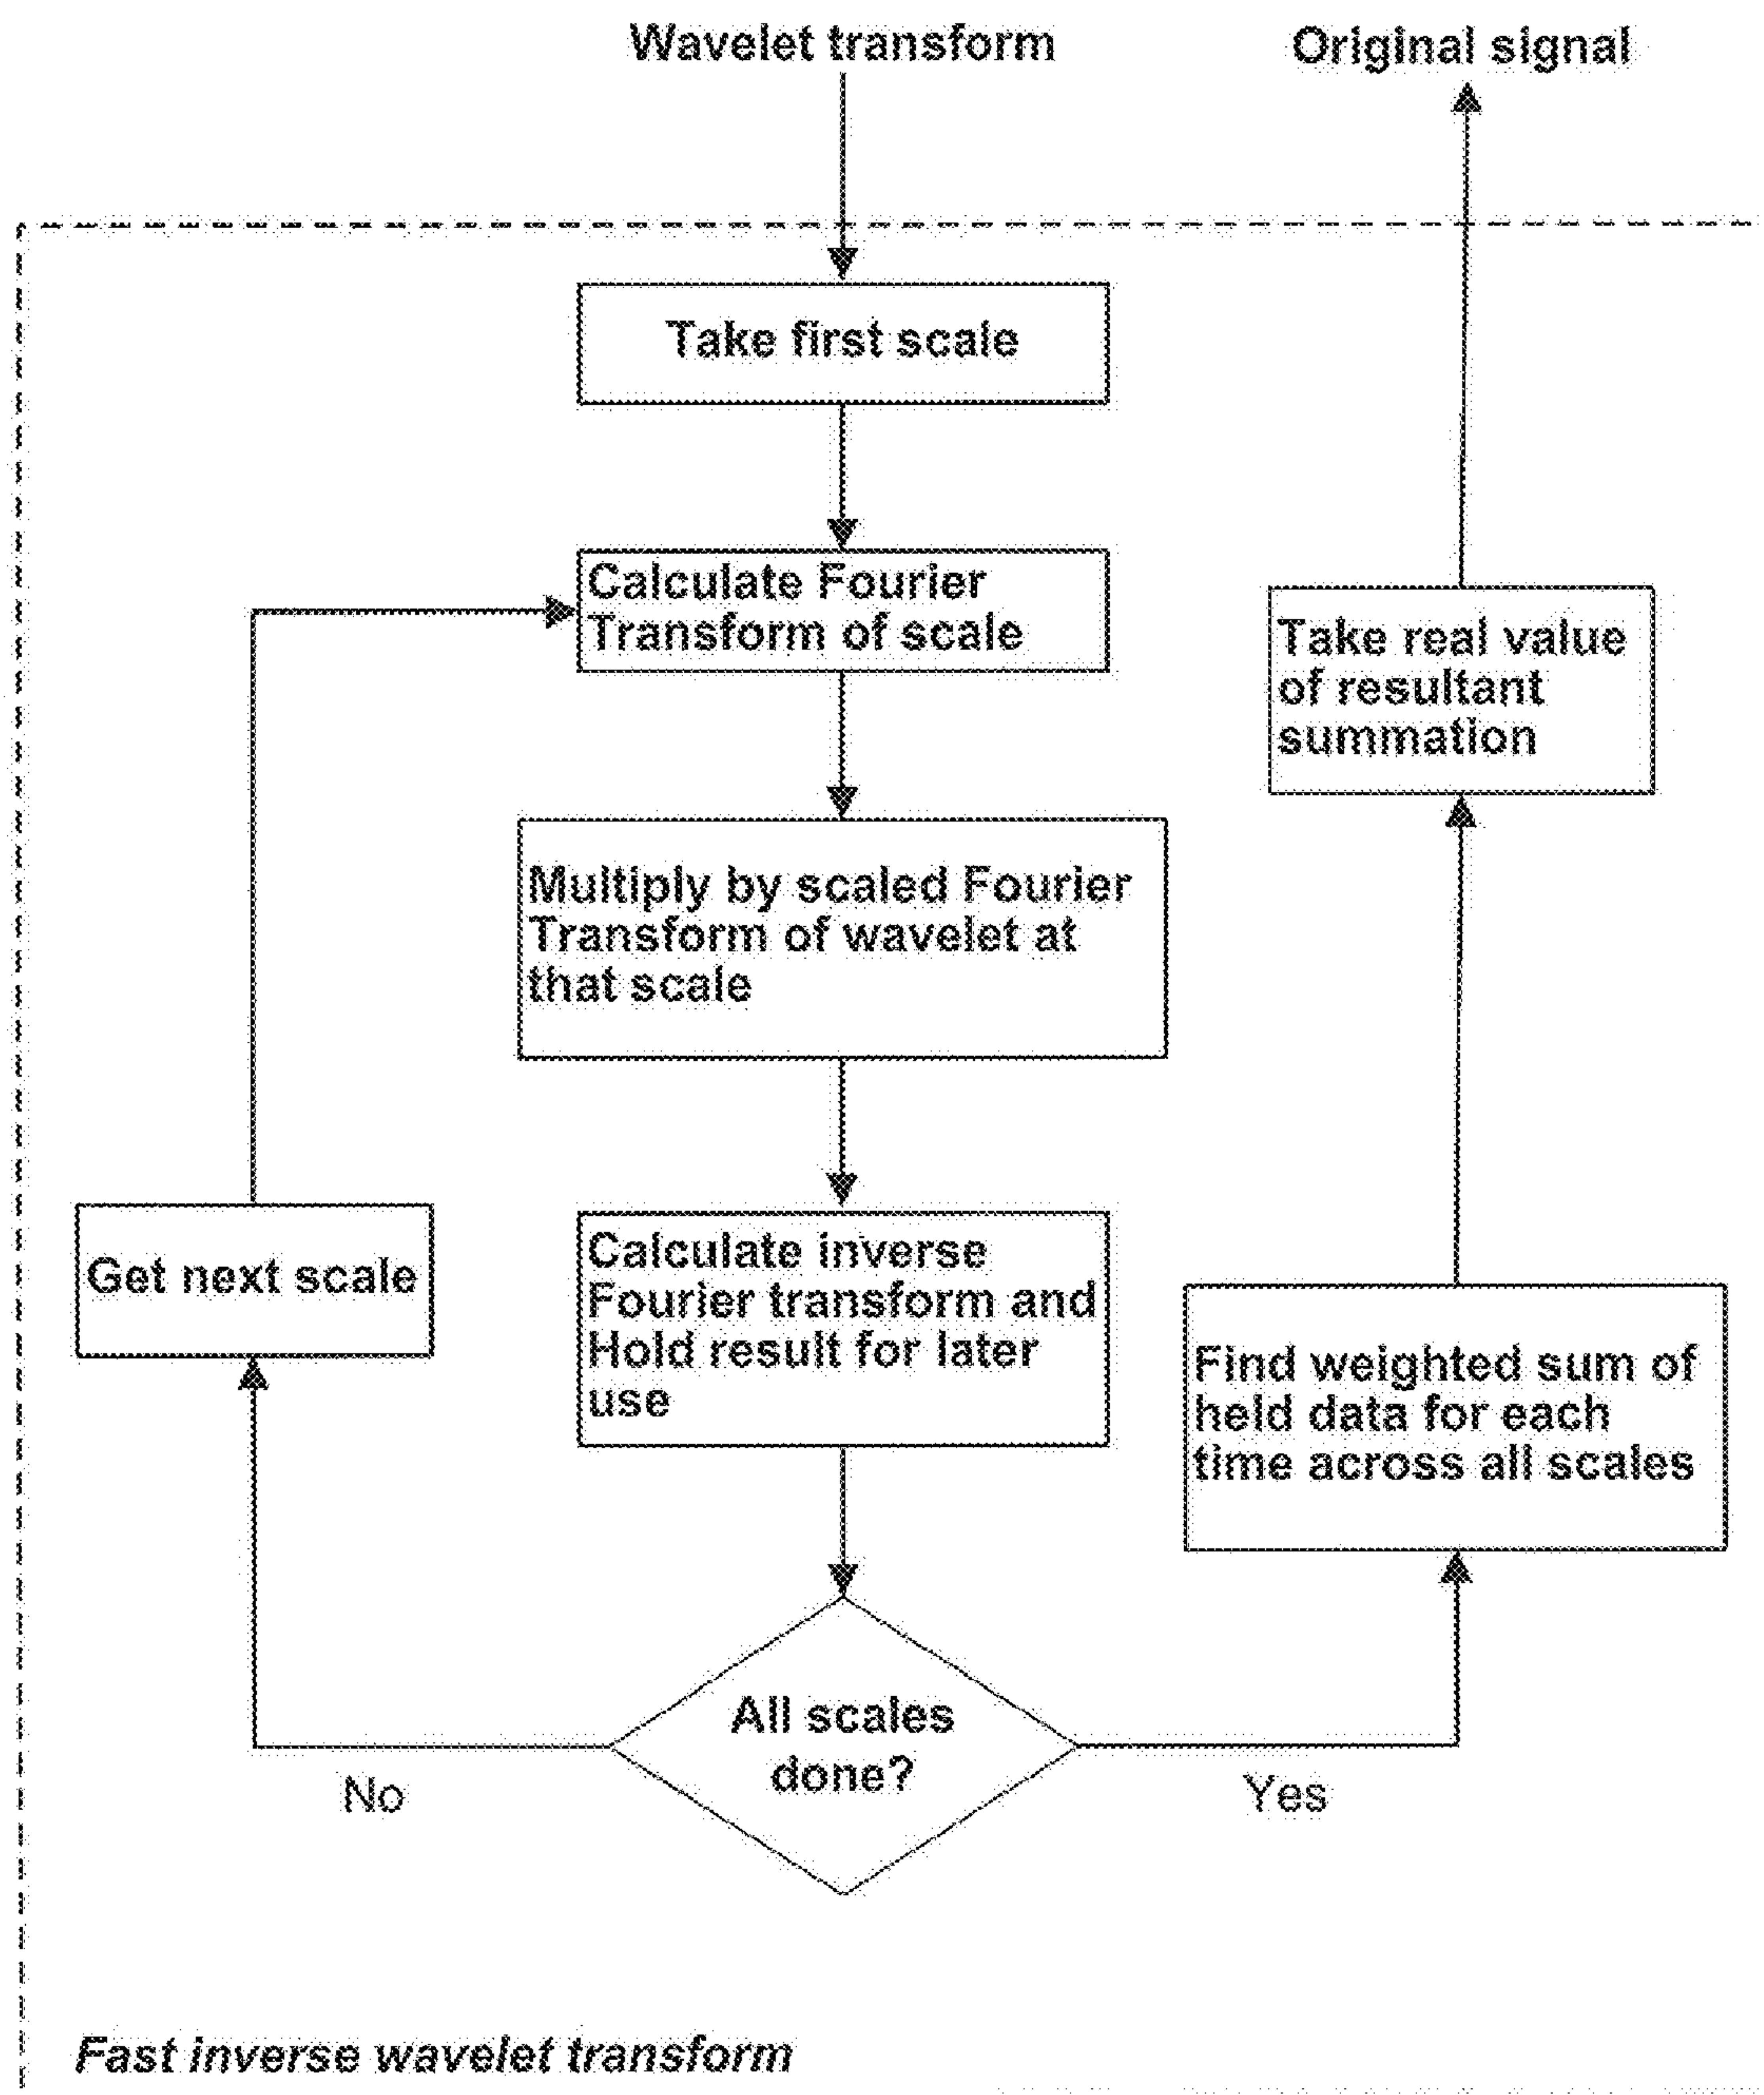 Wavelet transform
Original signal
Take first scale
Calculate Fourier
Transform of scale
Take real value
of resultant
summation
Multiply by scaled Fourier
Transform of wavelet at
that scale
Get next scale
Calculate inverse
Fourier transform and
Hold result for later
use
Find weighted sum of
held data for each
time across all scales
All scales
done?
No
Yes
Fast inverse wavelet transform